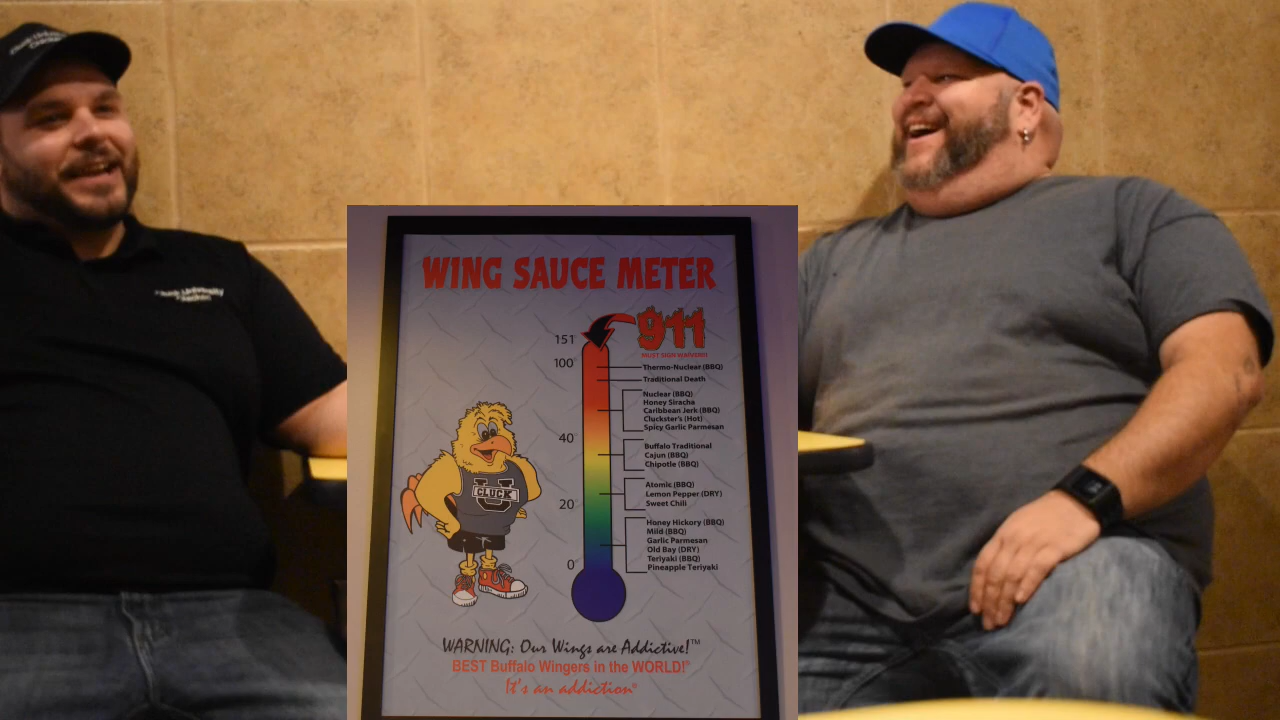 Cluck University
Chicken
WING SAUCE METER
911
MUST SIGN WAIVER!!
151
100°
40°
20°
0°
Thermo-Nuclear (BBQ)
Traditional Death
Nuclear (BBQ)
Honey Siracha
Caribbean Jerk (BBQ)
Cluckster's (Hot)
Spicy Garlic Parmesan
Buffalo Traditional
Cajun (BBQ)
Chipotle (BBQ)
Atomic (BBQ)
Lemon Pepper (DRY)
Sweet Chili
Honey Hickory (BBQ)
Mild (BBQ)
Garlic Parmesan
Old Bay (DRY)
Teriyaki (BBQ)
Pineapple Teriyaki
U
CLUCK
WARNING: Our Wings are Addictive!™
BEST Buffalo Wingers in the WORLD!®
It's an addiction®